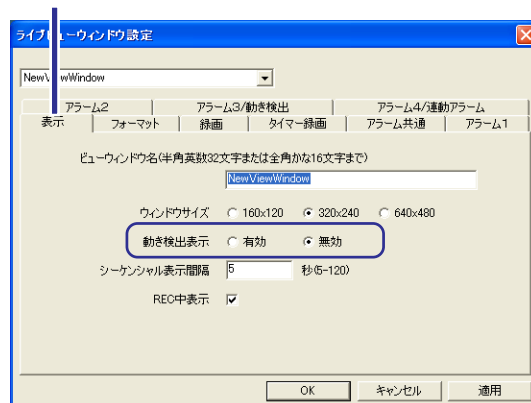 ライブビューウィンドウ設定
NewViewWindow
アラーム2 アラーム3/動き検出 アラーム4/連動アラーム
表示 フォーマット 録画 タイマー録画 アラーム共通 アラーム1
ビューウィンドウ名(半角英数32文字または全角かな16文字まで)
NewViewWindow
ウィンドウサイズ 160x120 320x240 640x480
動き検出表示 有効 無効
シーケンシャル表示間隔 5 秒(5-120)
REC中表示
OK キャンセル 適用